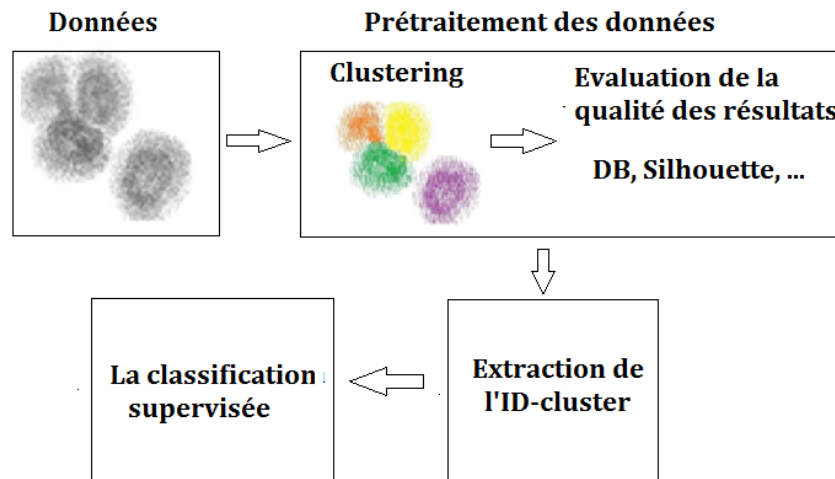 Données
Prétraitement des données
Clustering
Evaluation de la
qualité des résultats
DB, Silhouette, ...
Extraction de
l'ID-cluster
La classification
supervisée